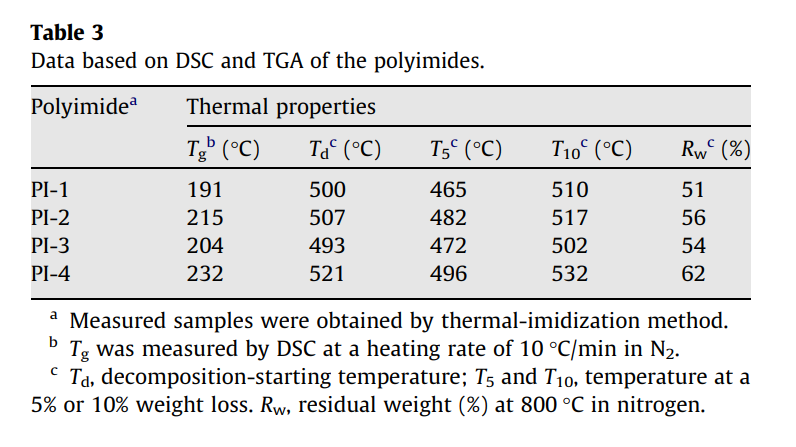 Table 3
Data based on DSC and TGA of the polyimides.
Polyimideᵃ Thermal properties
Tgᵇ (°C) Tdᶜ (°C) T5ᶜ (°C) T10ᶜ (°C) Rwᶜ (%)
PI-1 191 500 465 510 51
PI-2 215 507 482 517 56
PI-3 204 493 472 502 54
PI-4 232 521 496 532 62
ᵃ Measured samples were obtained by thermal-imidization method.
ᵇ Tg was measured by DSC at a heating rate of 10 °C/min in N2.
ᶜ Td, decomposition-starting temperature; T5 and T10, temperature at a
5% or 10% weight loss. Rw, residual weight (%) at 800 °C in nitrogen.